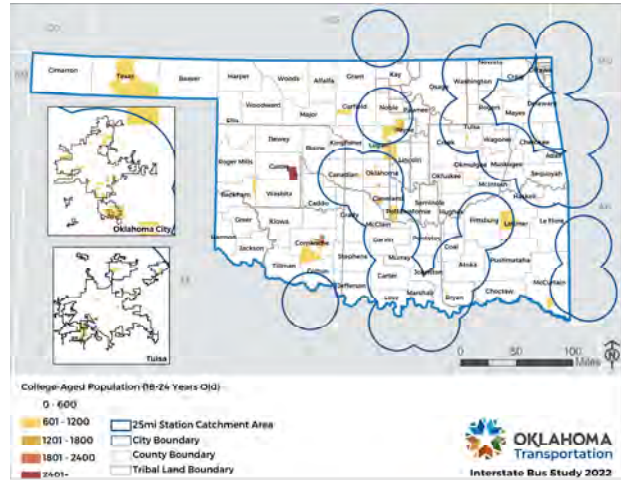 Cimarron
Texas
Beaver
Harper
Woods
Alfalfa
Grant
Kay
Nowata
Craig
Ottawa
Washington
Osage
Woodward
Garfield
Noble
Pawnee
Rogers
Mayes
Delaware
Ellis
Major
Payne
Tulsa
Dewey
Blaine
Kingfisher
Logan
Creek
Wagoner
Cherokee
Adair
Roger Mills
Custer
Canadian
Oklahoma
Lincoln
Okmulgee
Muskogee
Okfuskee
Sequoyah
McIntosh
Beckham
Washita
Caddo
Cleveland
Seminole
Haskell
Grady
Pottawatomie
Hughes
Greer
Kiowa
McClain
Pittsburg
Latimer
Le Flore
Harmon
Jackson
Comanche
Garvin
Pontotoc
Coal
Tillman
Stephens
Murray
Atoka
Pushmataha
Cotton
Carter
Johnston
McCurtain
Jefferson
Love
Marshall
Bryan
Choctaw
Oklahoma City
Tulsa
0 50 100
Miles
N
College-Aged Population (18-24 Years Old)
0 - 600
601 - 1200
1201 - 1800
1801 - 2400
2401-
25mi Station Catchment Area
City Boundary
County Boundary
Tribal Land Boundary
OKLAHOMA
Transportation
Interstate Bus Study 2022